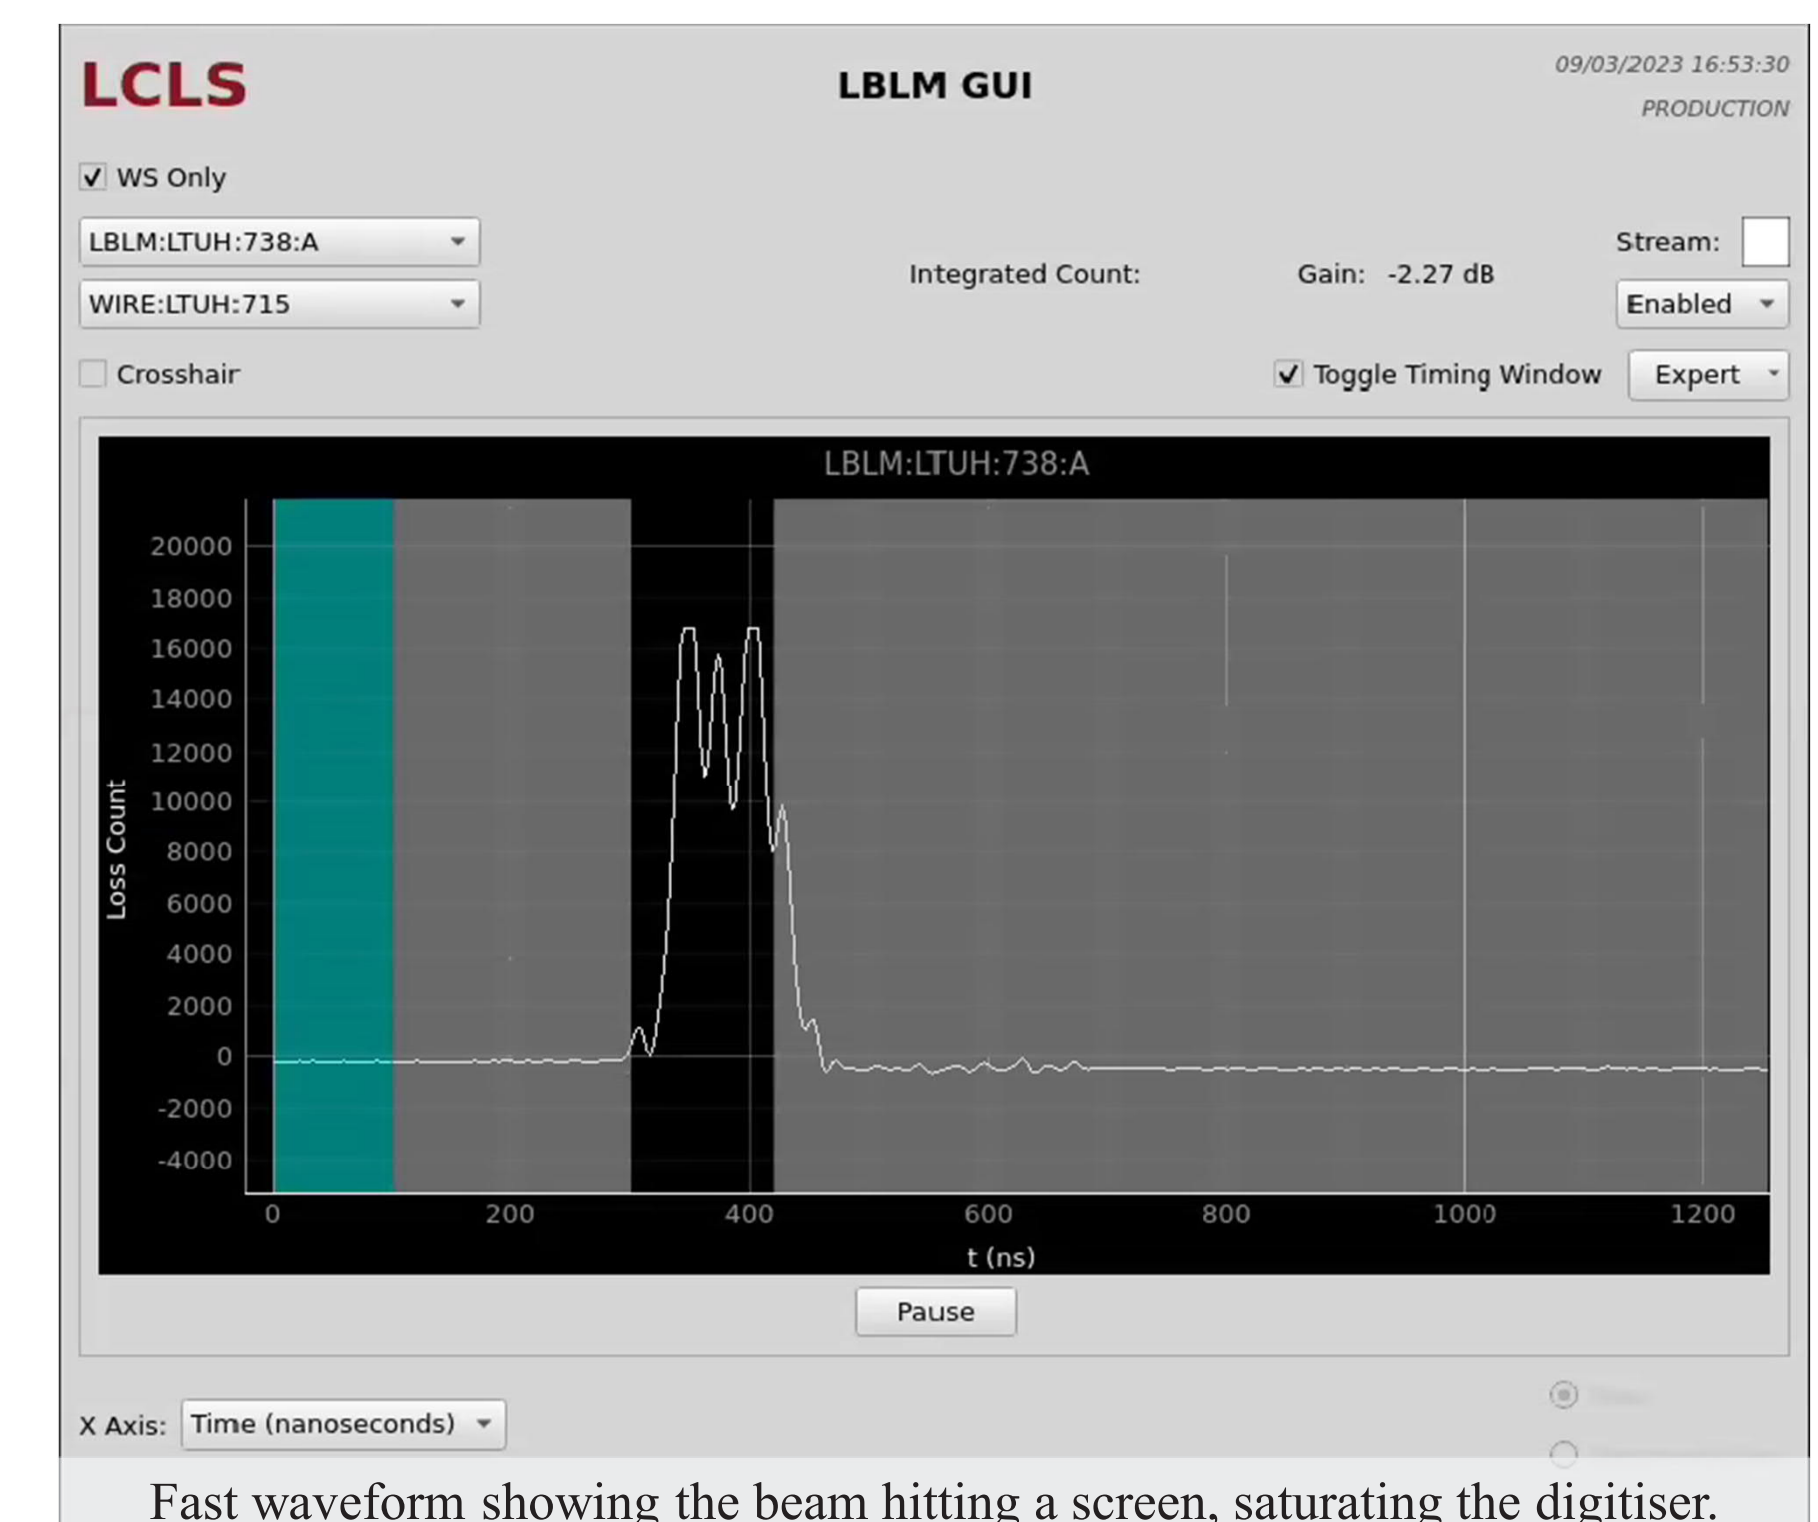 LCLS
LBLM GUI
09/03/2023 16:53:30
PRODUCTION
WS Only
LBLM:LTUH:738:A
Stream:
WIRE:LTUH:715
Integrated Count:
Gain: -2.27 dB
Enabled
Crosshair
Toggle Timing Window
Expert
LBLM:LTUH:738:A
20000
18000
16000
14000
12000
10000
8000
6000
4000
2000
0
-2000
-4000
Loss Count
0 200 400 600 800 1000 1200
t (ns)
Pause
X Axis: Time (nanoseconds)
Fast waveform showing the beam hitting a screen, saturating the digitiser.